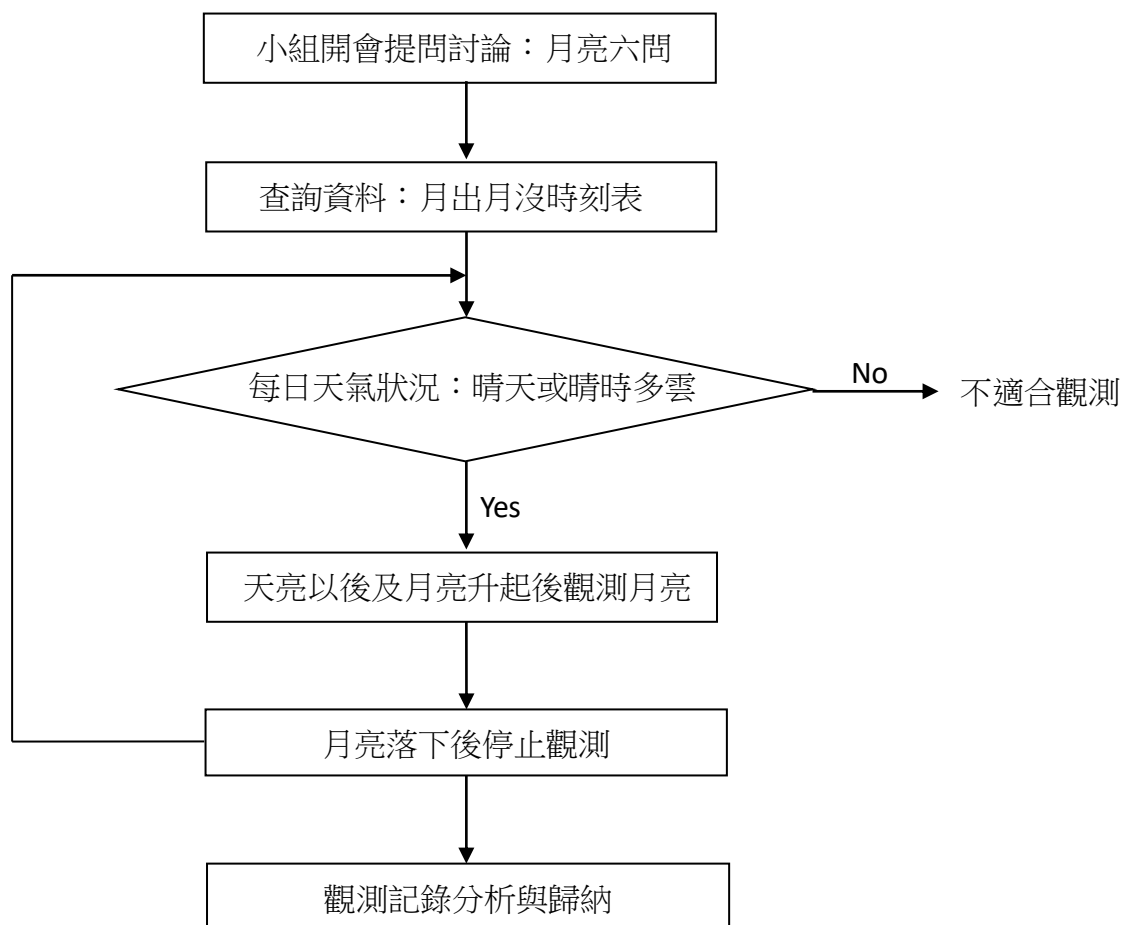 小組開會提問討論：月亮六問
查詢資料：月出月沒時刻表
每日天氣狀況：晴天或晴時多雲
No
不適合觀測
Yes
天亮以後及月亮升起後觀測月亮
月亮落下後停止觀測
觀測記錄分析與歸納